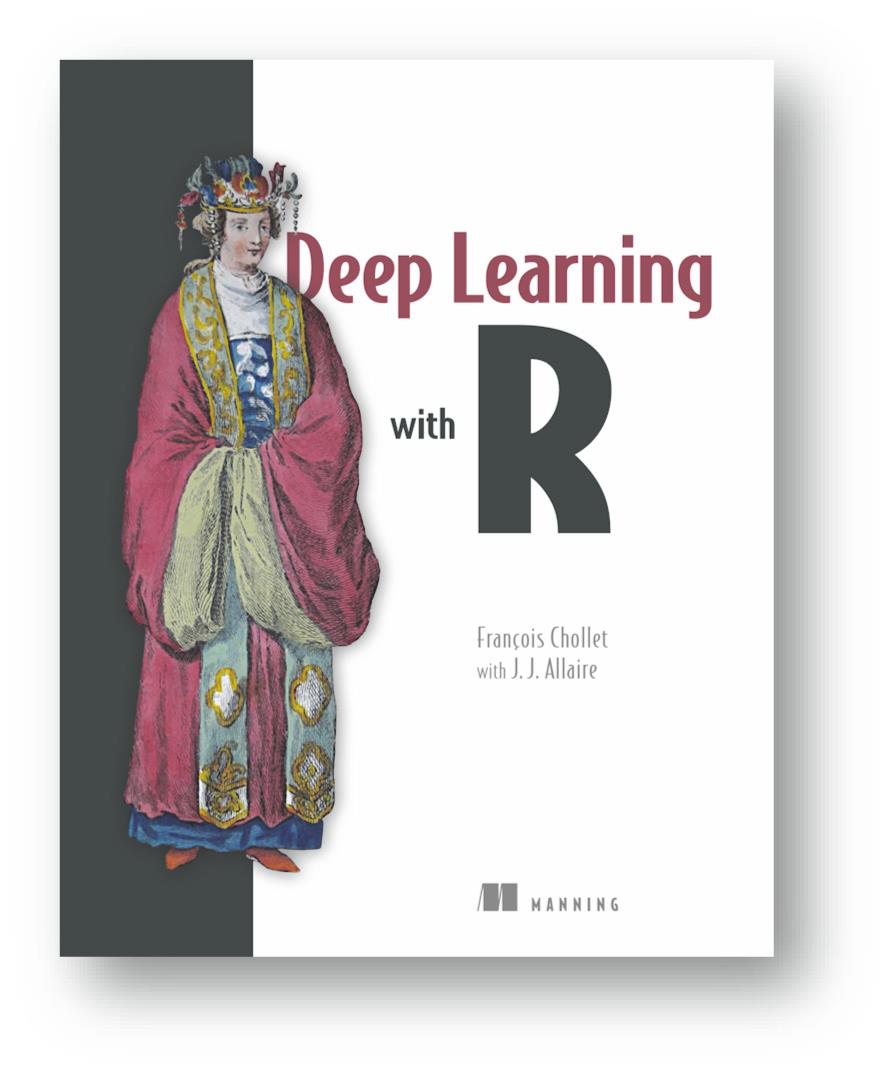 Deep Learning
with R
François Chollet
with J. J. Allaire
MANNING